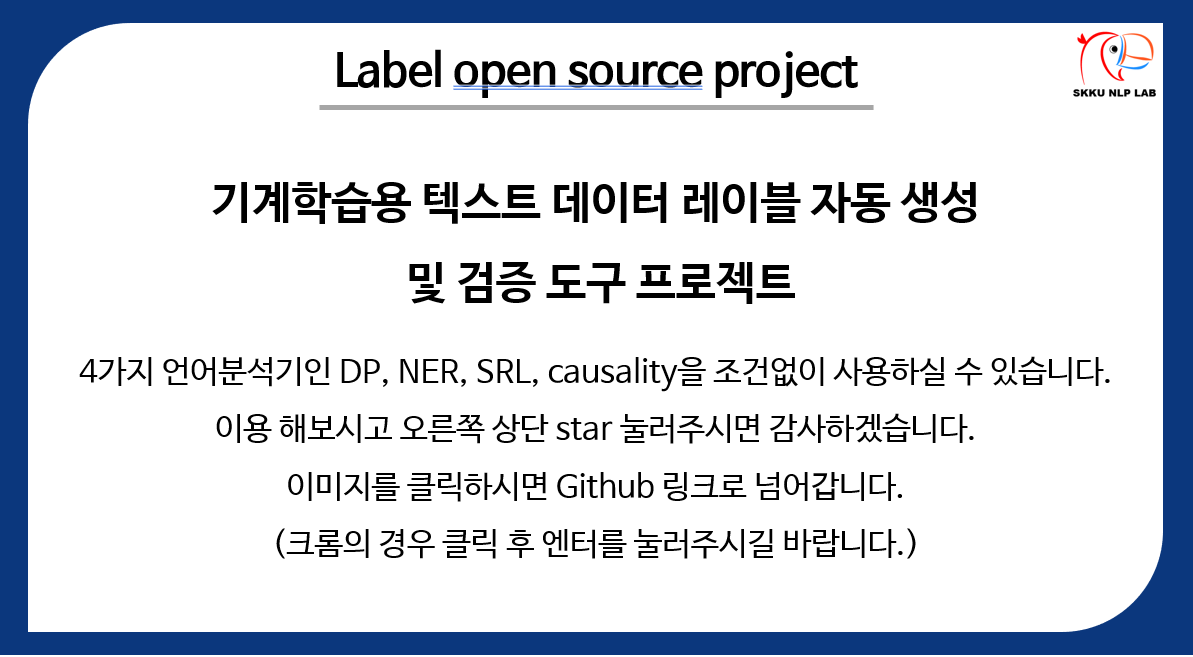 Label open source project
SKKU NLP LAB
기계학습용 텍스트 데이터 레이블 자동 생성
및 검증 도구 프로젝트
4가지 언어분석기인 DP, NER, SRL, causality을 조건없이 사용하실 수 있습니다.
이용 해보시고 오른쪽 상단 star 눌러주시면 감사하겠습니다.
이미지를 클릭하시면 Github 링크로 넘어갑니다.
(크롬의 경우 클릭 후 엔터를 눌러주시길 바랍니다.)